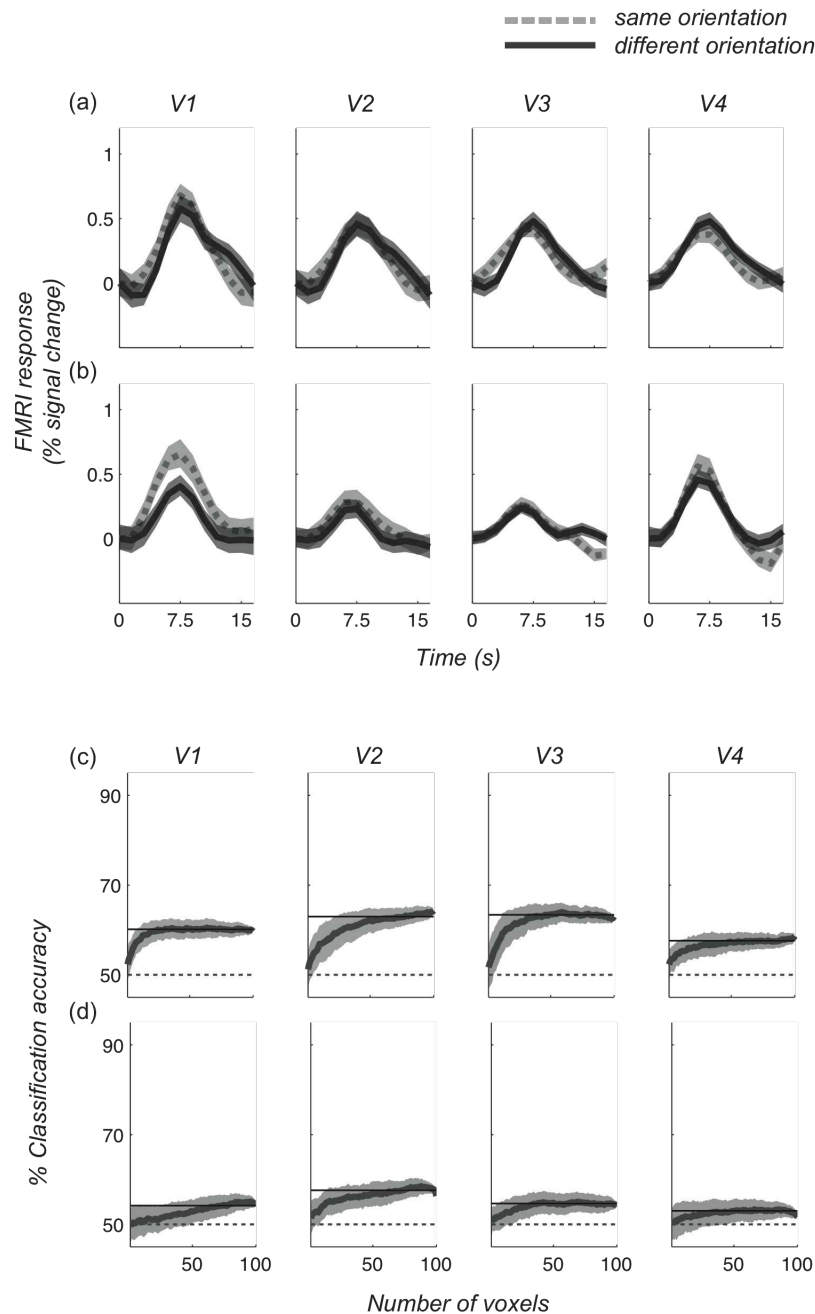 same orientation
different orientation
(a) V1 V2 V3 V4
1
0.5
0
(b)
1
0.5
0
FMRI response
(% signal change)
0 7.5 15 0 7.5 15 0 7.5 15 0 7.5 15
Time (s)
(c) V1 V2 V3 V4
90
70
50
(d)
90
70
50
% Classification accuracy
50 100 50 100 50 100 50 100
Number of voxels